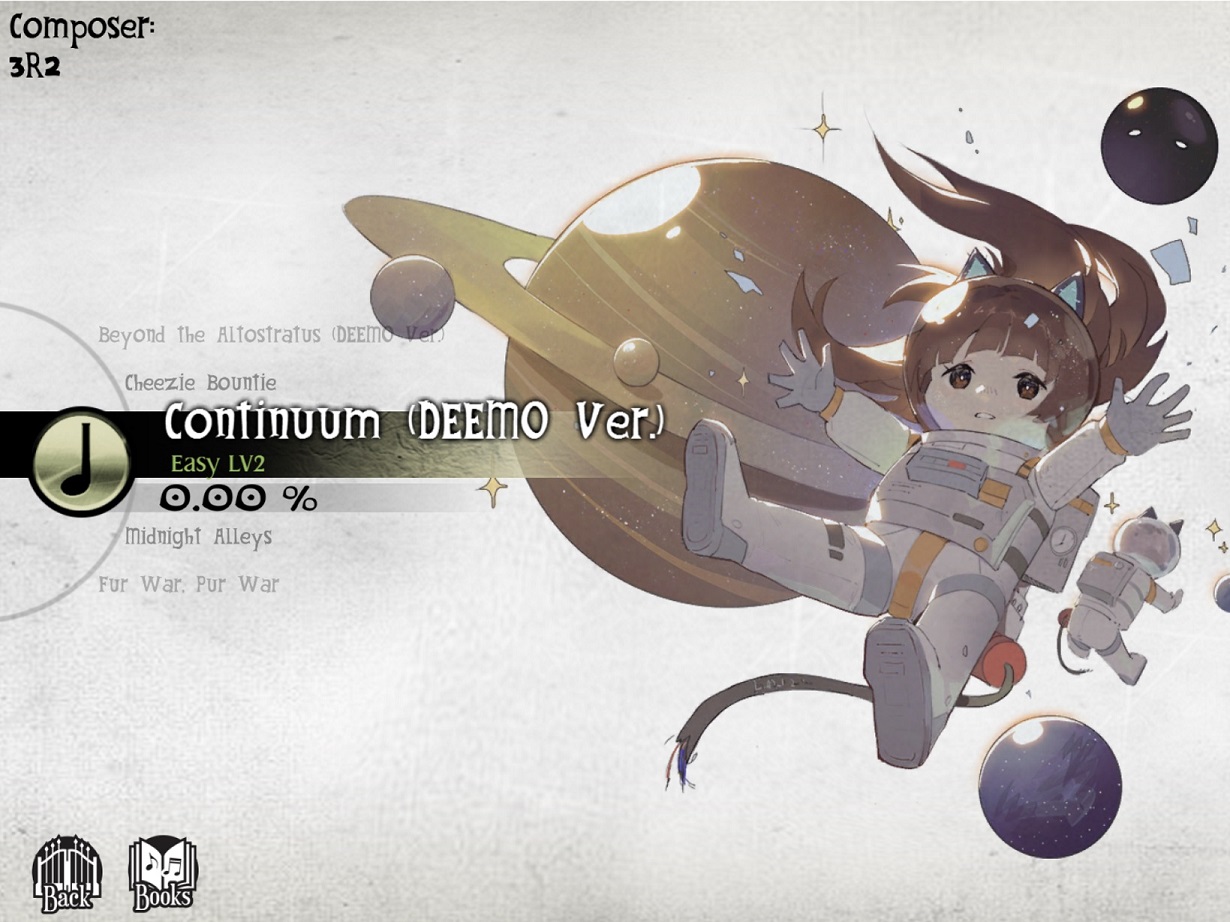 Composer:
3R2
Beyond the Altostratus (DEEMO Ver.)
Cheezie Bountie
Continuum (DEEMO Ver.)
Easy LV2
0.00 %
Midnight Alleys
Fur War, Pur War
Back
Books